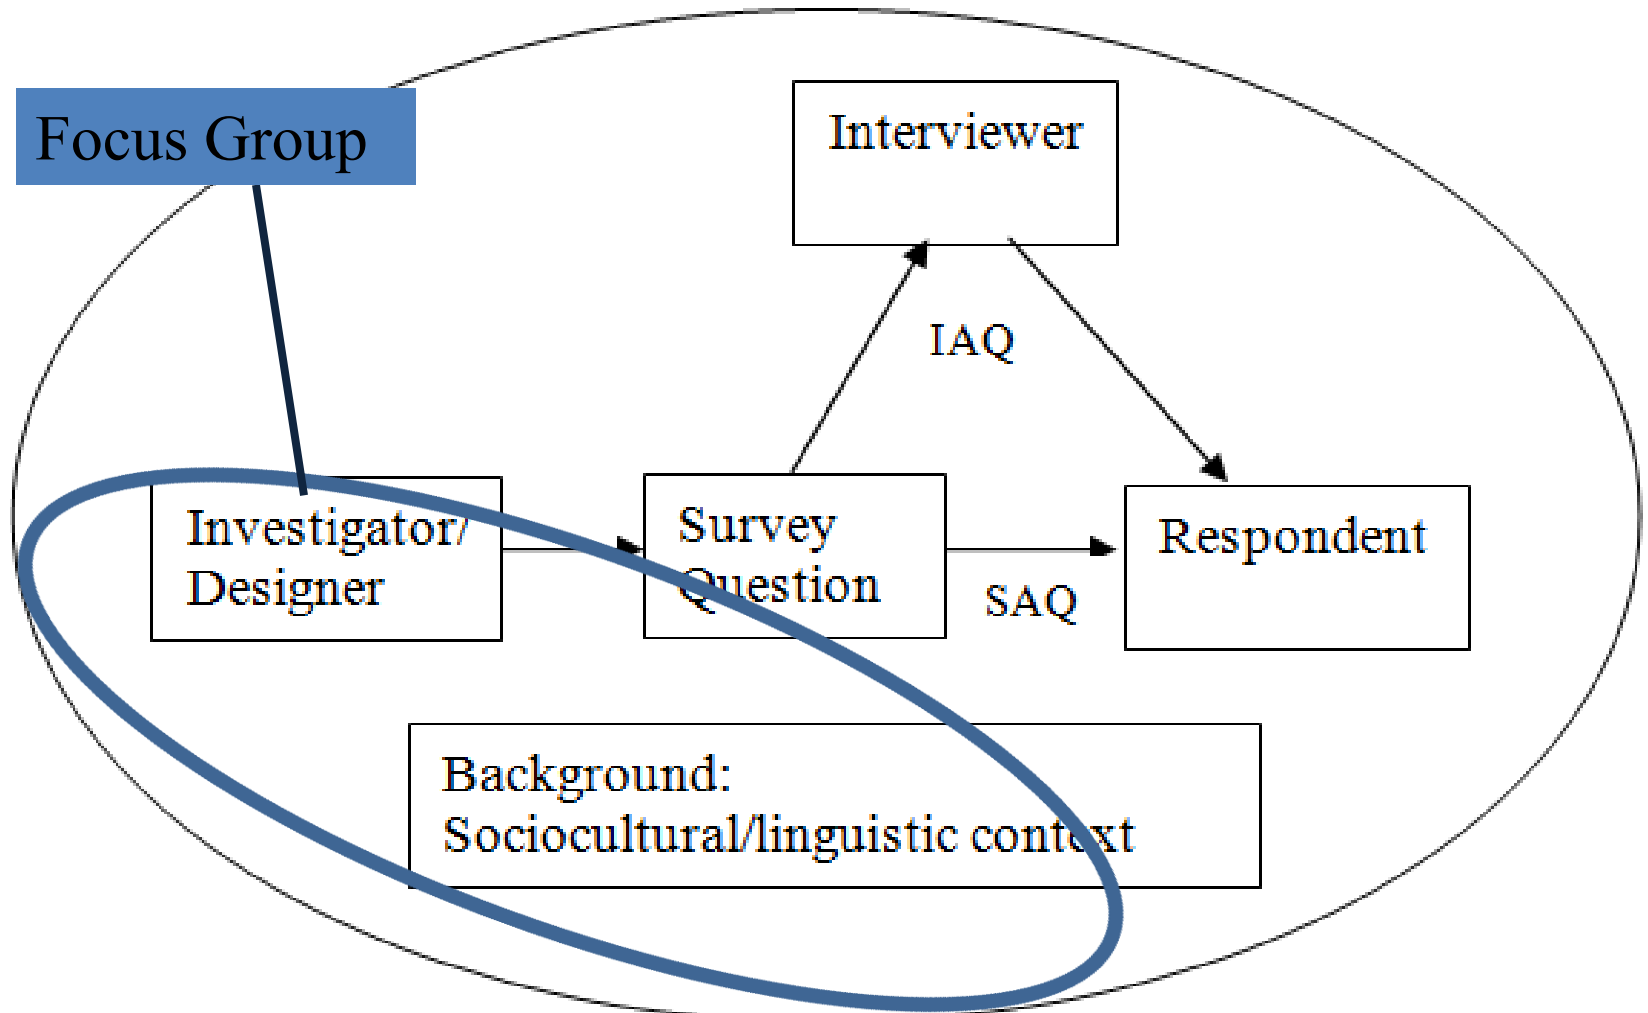 Focus Group
Interviewer
IAQ
Investigator/
Designer
Survey
Question
SAQ
Respondent
Background:
Sociocultural/linguistic context